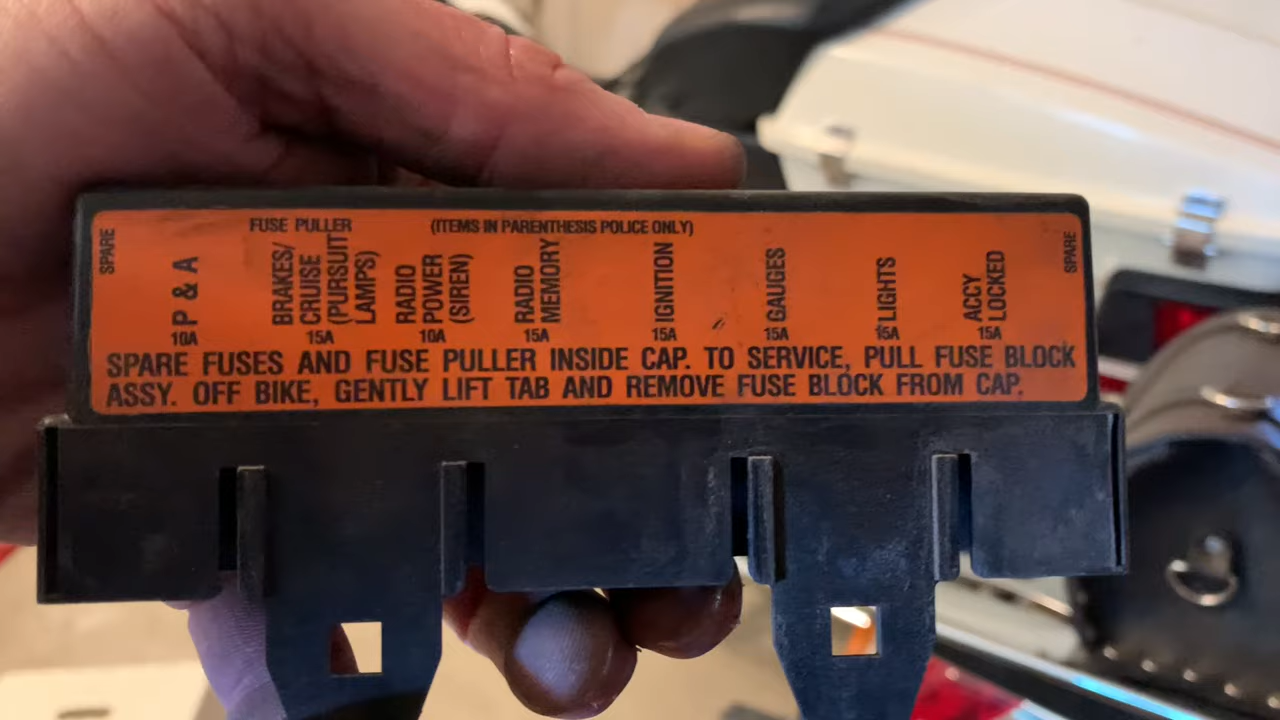 FUSE PULLER
(ITEMS IN PARENTHESIS POLICE ONLY)
SPARE
P & A
10A
BRAKES/
CRUISE
(PURSUIT
LAMPS)
15A
RADIO
POWER
(SIREN)
10A
RADIO
MEMORY
15A
IGNITION
15A
GAUGES
15A
LIGHTS
15A
ACCY
LOCKED
15A
SPARE
SPARE FUSES AND FUSE PULLER INSIDE CAP. TO SERVICE, PULL FUSE BLOCK
ASSY. OFF BIKE, GENTLY LIFT TAB AND REMOVE FUSE BLOCK FROM CAP.